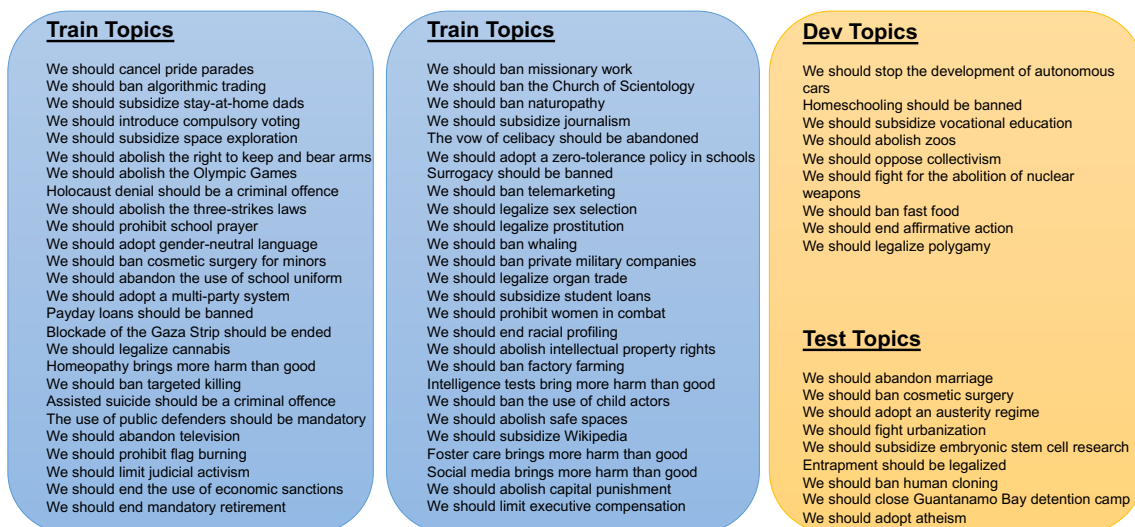 Train Topics
We should cancel pride parades
We should ban algorithmic trading
We should subsidize stay-at-home dads
We should introduce compulsory voting
We should subsidize space exploration
We should abolish the right to keep and bear arms
We should abolish the Olympic Games
Holocaust denial should be a criminal offence
We should abolish the three-strikes laws
We should prohibit school prayer
We should adopt gender-neutral language
We should ban cosmetic surgery for minors
We should abandon the use of school uniform
We should adopt a multi-party system
Payday loans should be banned
Blockade of the Gaza Strip should be ended
We should legalize cannabis
Homeopathy brings more harm than good
We should ban targeted killing
Assisted suicide should be a criminal offence
The use of public defenders should be mandatory
We should abandon television
We should prohibit flag burning
We should limit judicial activism
We should end the use of economic sanctions
We should end mandatory retirement
Train Topics
We should ban missionary work
We should ban the Church of Scientology
We should ban naturopathy
We should subsidize journalism
The vow of celibacy should be abandoned
We should adopt a zero-tolerance policy in schools
Surrogacy should be banned
We should ban telemarketing
We should legalize sex selection
We should legalize prostitution
We should ban whaling
We should ban private military companies
We should legalize organ trade
We should subsidize student loans
We should prohibit women in combat
We should end racial profiling
We should abolish intellectual property rights
We should ban factory farming
Intelligence tests bring more harm than good
We should ban the use of child actors
We should abolish safe spaces
We should subsidize Wikipedia
Foster care brings more harm than good
Social media brings more harm than good
We should abolish capital punishment
We should limit executive compensation
Dev Topics
We should stop the development of autonomous
cars
Homeschooling should be banned
We should subsidize vocational education
We should abolish zoos
We should oppose collectivism
We should fight for the abolition of nuclear
weapons
We should ban fast food
We should end affirmative action
We should legalize polygamy
Test Topics
We should abandon marriage
We should ban cosmetic surgery
We should adopt an austerity regime
We should fight urbanization
We should subsidize embryonic stem cell research
Entrapment should be legalized
We should ban human cloning
We should close Guantanamo Bay detention camp
We should adopt atheism